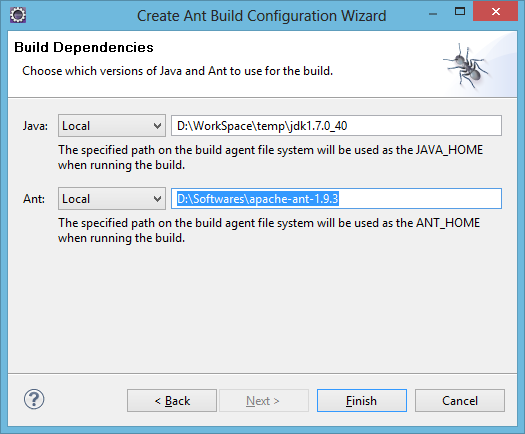 Create Ant Build Configuration Wizard
Build Dependencies
Choose which versions of Java and Ant to use for the build.
Java: Local D:\WorkSpace\temp\jdk1.7.0_40
The specified path on the build agent file system will be used as the JAVA_HOME
when running the build.
Ant: Local D:\Softwares\apache-ant-1.9.3
The specified path on the build agent file system will be used as the ANT_HOME
when running the build.
? < Back Next > Finish Cancel